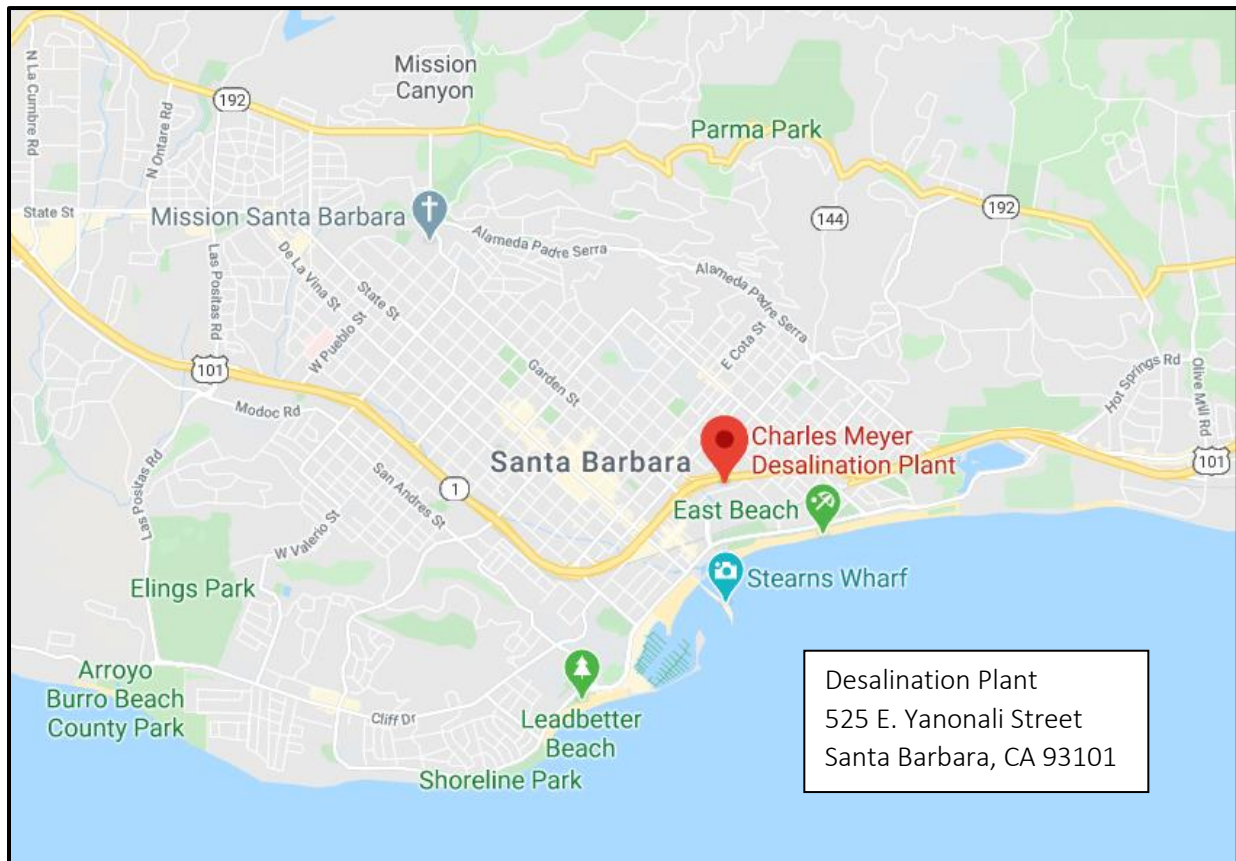 Mission
Canyon
N La Cumbre Rd
N Ontare Rd
192
Parma Park
State St
Mission Santa Barbara
192
144
Alameda Padre Serra
Las Positas Rd
De La Vina St
State St
Alameda Padre Serra
W Pueblo St
E Cota St
101
Garden St
Hot Springs Rd
Olive Mill Rd
Modoc Rd
Charles Meyer
Desalination Plant
Santa Barbara
101
San Andres St
1
Las Positas Rd
East Beach
W Valerio St
Stearns Wharf
Elings Park
Arroyo
Burro Beach
County Park
Cliff Dr
Leadbetter
Beach
Shoreline Park
Desalination Plant
525 E. Yanonali Street
Santa Barbara, CA 93101